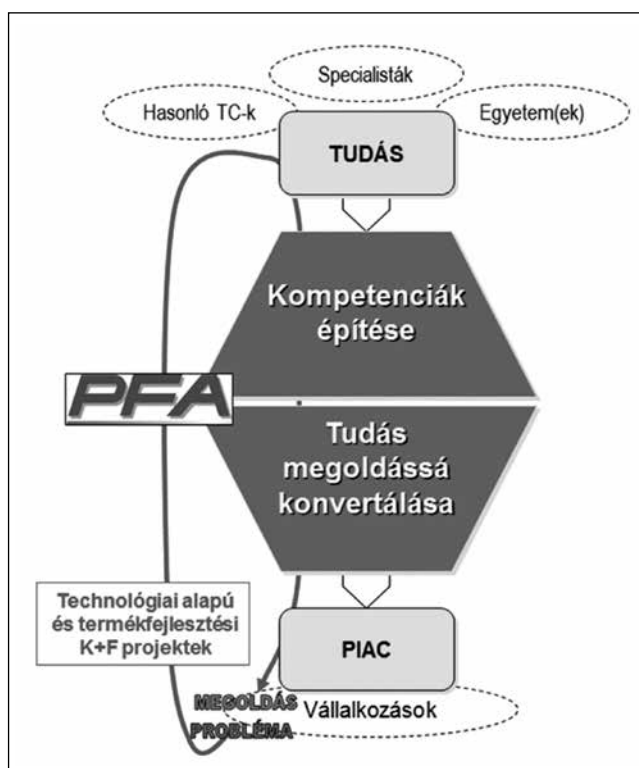 Specialisták
Hasonló TC-k
Egyetem(ek)
TUDÁS
Kompetenciák
építése
PFA
Tudás
megoldássá
konvertálása
Technológiai alapú
és termékfejlesztési
K+F projektek
PIAC
MEGOLDÁS
PROBLÉMA
Vállalkozások